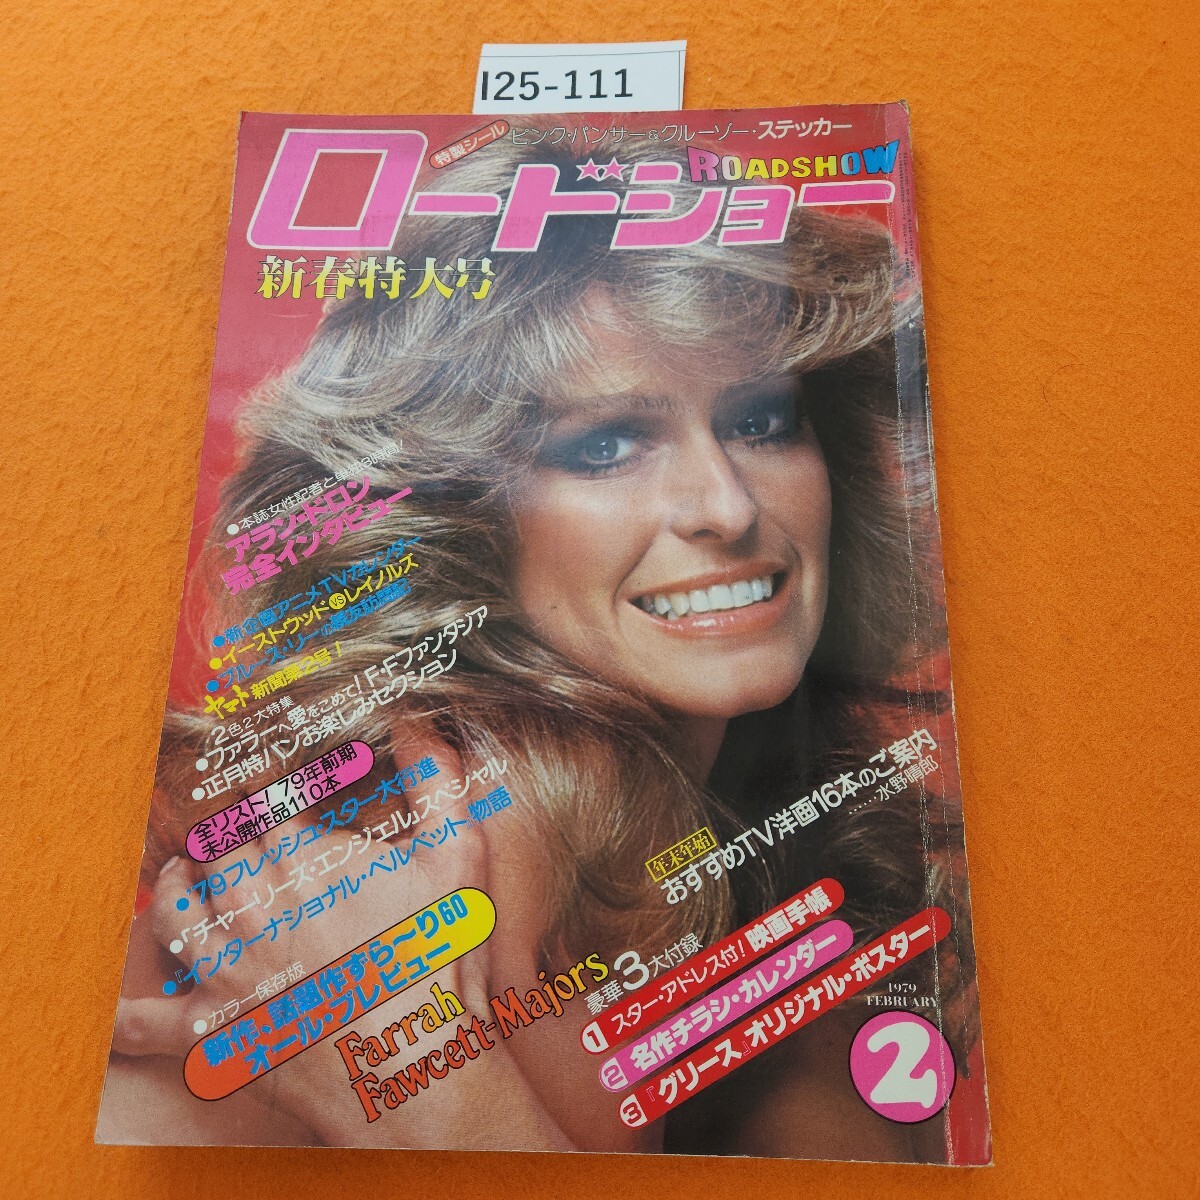 I25-111
特製シール ピンク・パンサー&クルーゾー・ステッカー
ロードショー
ROADSHOW
新春特大号
●本誌女性記者と単独3時間!
アラン・ドロン
完全インタビュー
●新企画アニメTVカレンダー
●イーストウッドVSレイノルズ
●ブルース・リーの
ヤマト新聞第2号!
2色2大特集
●ファラーへ愛をこめて!F・Fファンタジア
●正月特バンお楽しみセクション
全リスト!79年前期
未公開作品110本
●'79フレッシュ・スター大行進
●「チャーリーズ・エンジェル」スペシャル
●『インターナショナル・ベルベット』物語
●カラー保存版
新作、話題作ずら〜り60
オール・プレビュー
Farrah
Fawcett-Majors
年末年始
おすすめTV洋画16本のご案内
……水野晴郎
豪華3大付録
1 スター・アドレス付!映画手帳
2 名作チラシ・カレンダー
3 『グリース』オリジナル・ポスター
1979
FEBRUARY
2